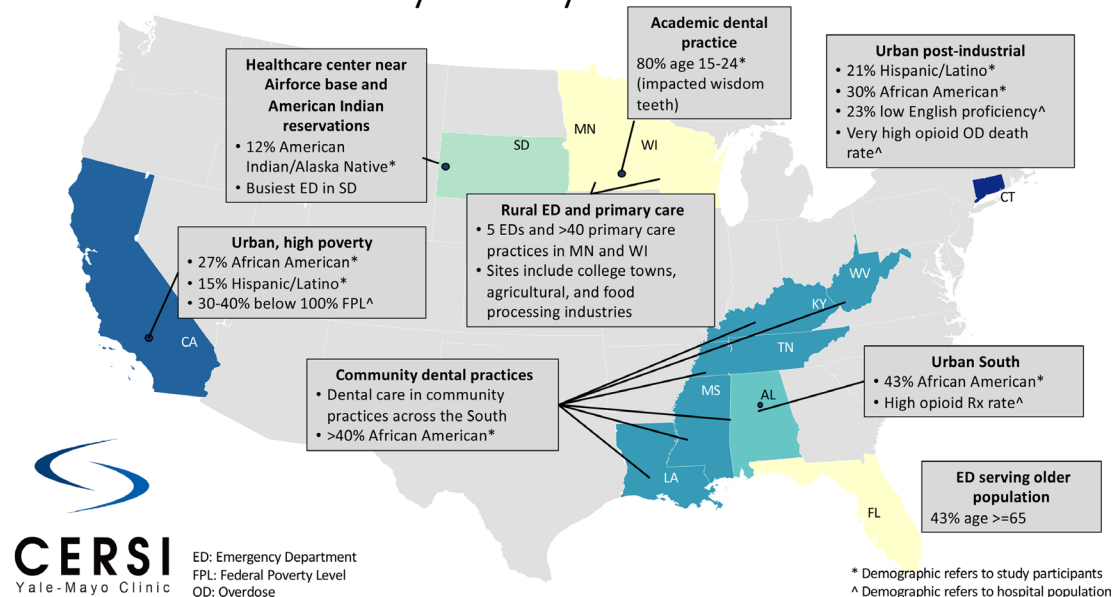 Academic dental
practice
80% age 15-24*
(impacted wisdom
teeth)
Urban post-industrial
• 21% Hispanic/Latino*
• 30% African American*
• 23% low English proficiency^
• Very high opioid OD death
rate^
Healthcare center near
Airforce base and
American Indian
reservations
• 12% American
Indian/Alaska Native*
• Busiest ED in SD
MN
SD
WI
CT
Rural ED and primary care
• 5 EDs and >40 primary care
practices in MN and WI
• Sites include college towns,
agricultural, and food
processing industries
Urban, high poverty
• 27% African American*
• 15% Hispanic/Latino*
• 30-40% below 100% FPL^
WV
KY
CA
TN
Community dental practices
• Dental care in community
practices across the South
• >40% African American*
MS
AL
Urban South
• 43% African American*
• High opioid Rx rate^
LA
FL
ED serving older
population
43% age >=65
CERSI
Yale-Mayo Clinic
ED: Emergency Department
FPL: Federal Poverty Level
OD: Overdose
* Demographic refers to study participants
^ Demographic refers to hospital population